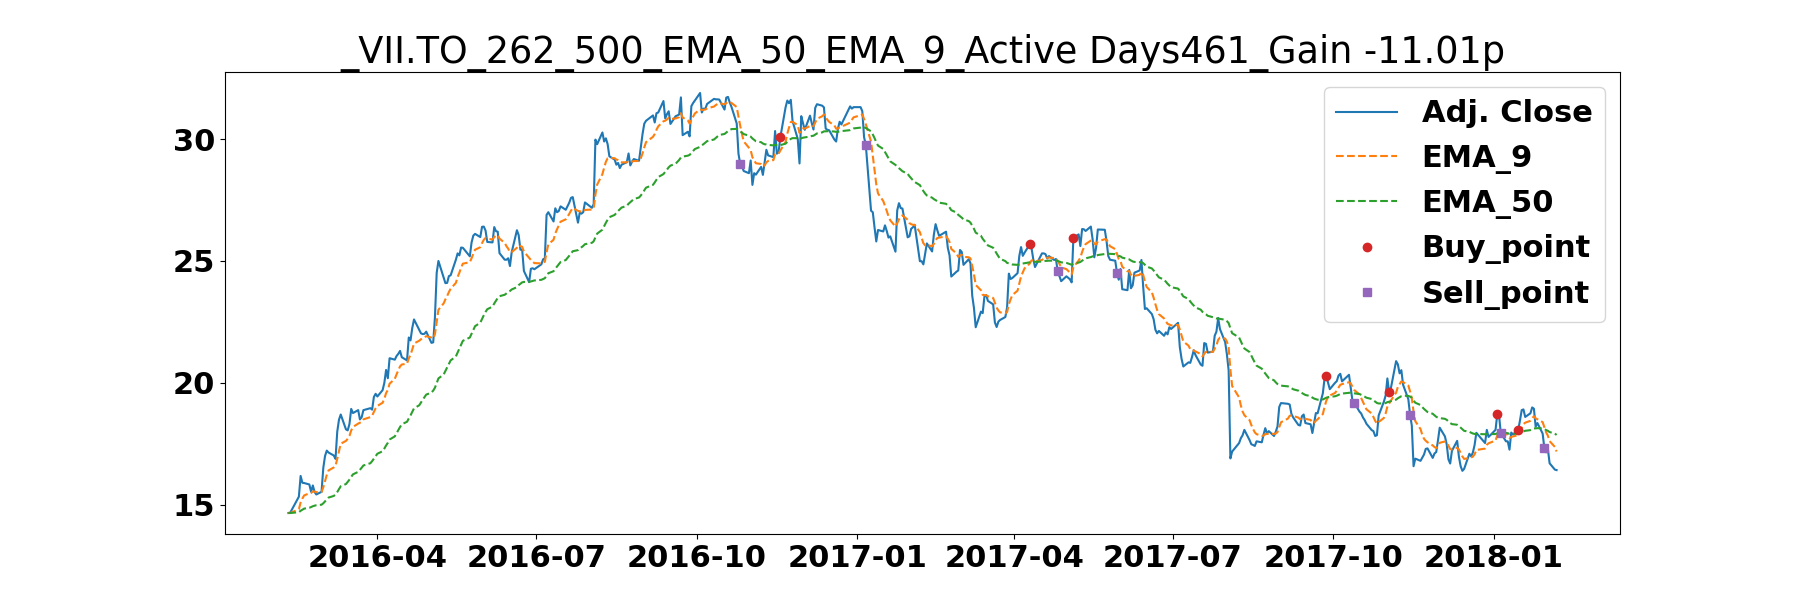 _VII.TO_262_500_EMA_50_EMA_9_Active Days461_Gain -11.01p
Adj. Close
EMA_9
EMA_50
Buy_point
Sell_point
30
25
20
15
2016-04 2016-07 2016-10 2017-01 2017-04 2017-07 2017-10 2018-01